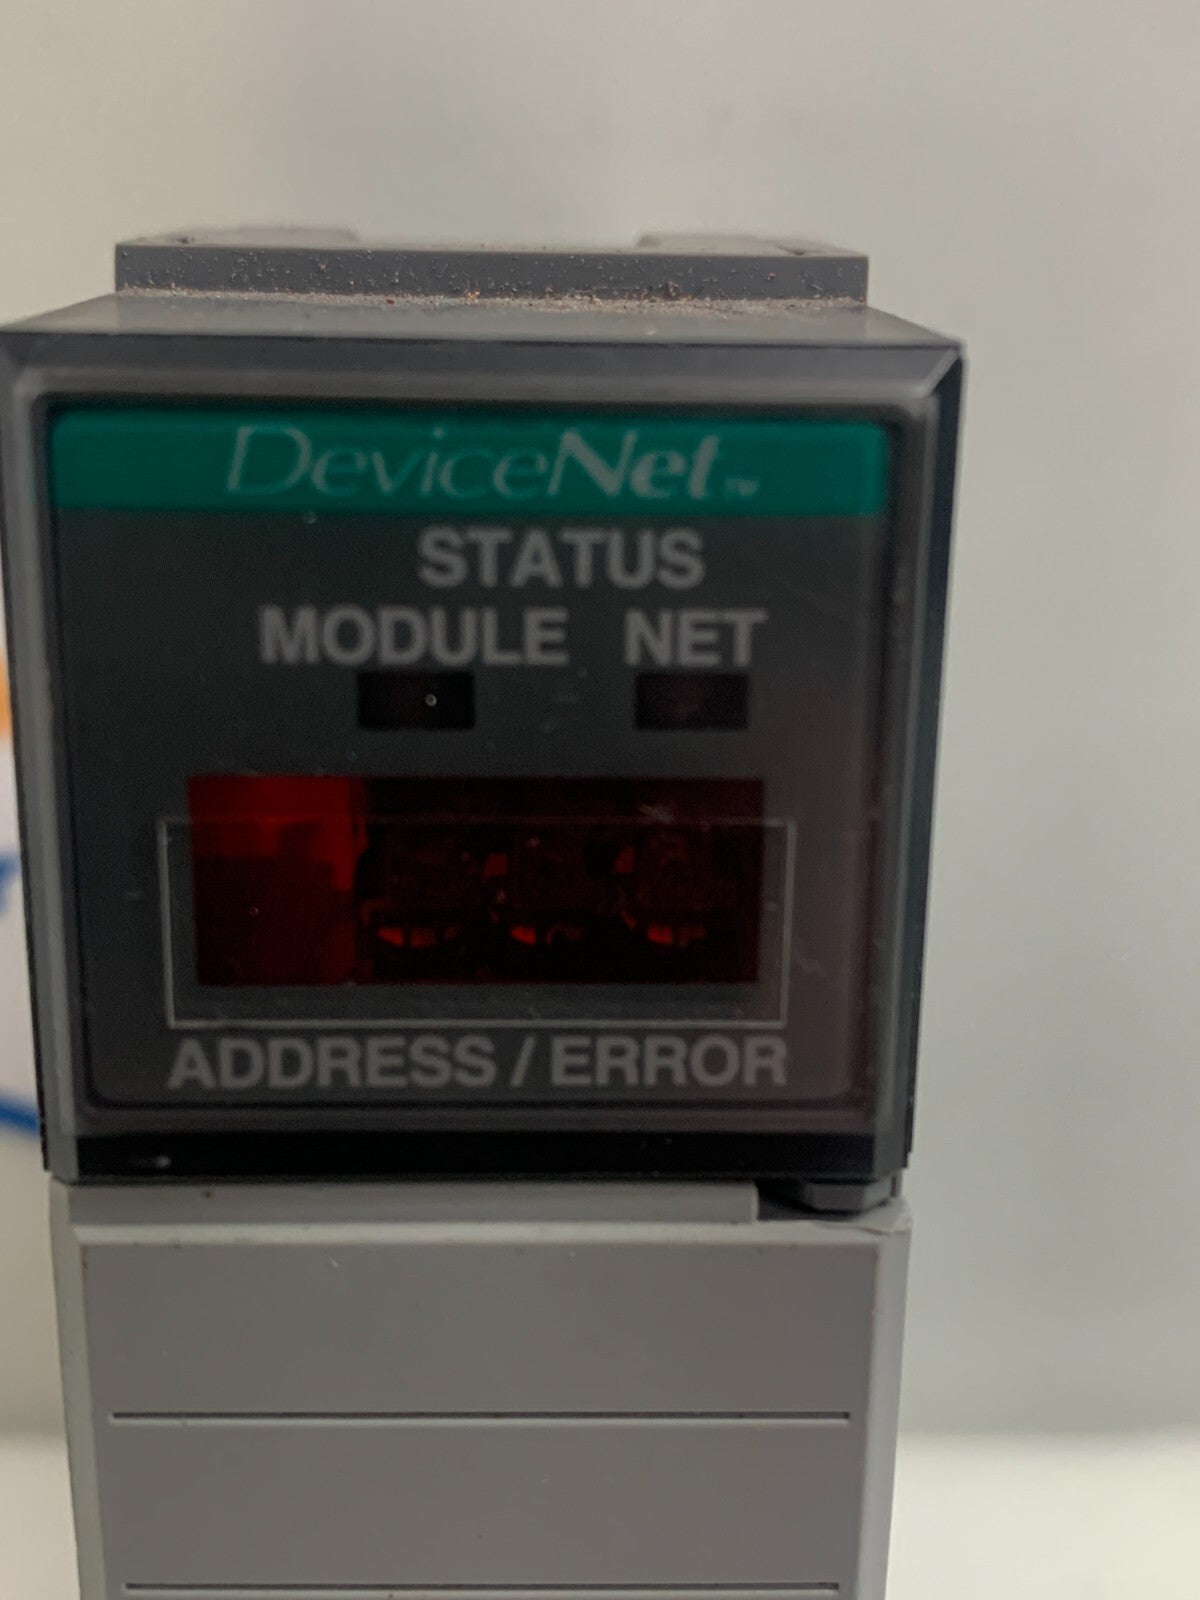 DeviceNet™
STATUS
MODULE NET
ADDRESS / ERROR